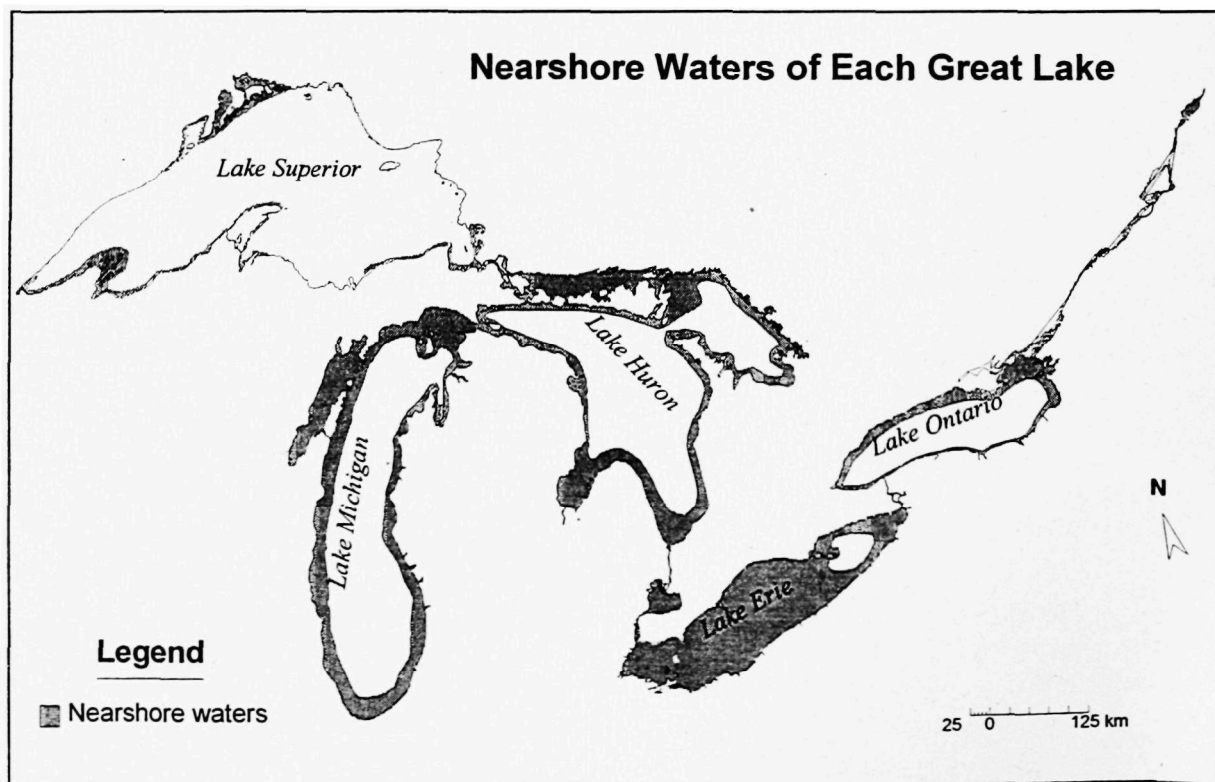 Nearshore Waters of Each Great Lake
Lake Superior
Lake Huron
Lake Ontario
Lake Michigan
Lake Erie
N
Legend
Nearshore waters
25 0 125 km